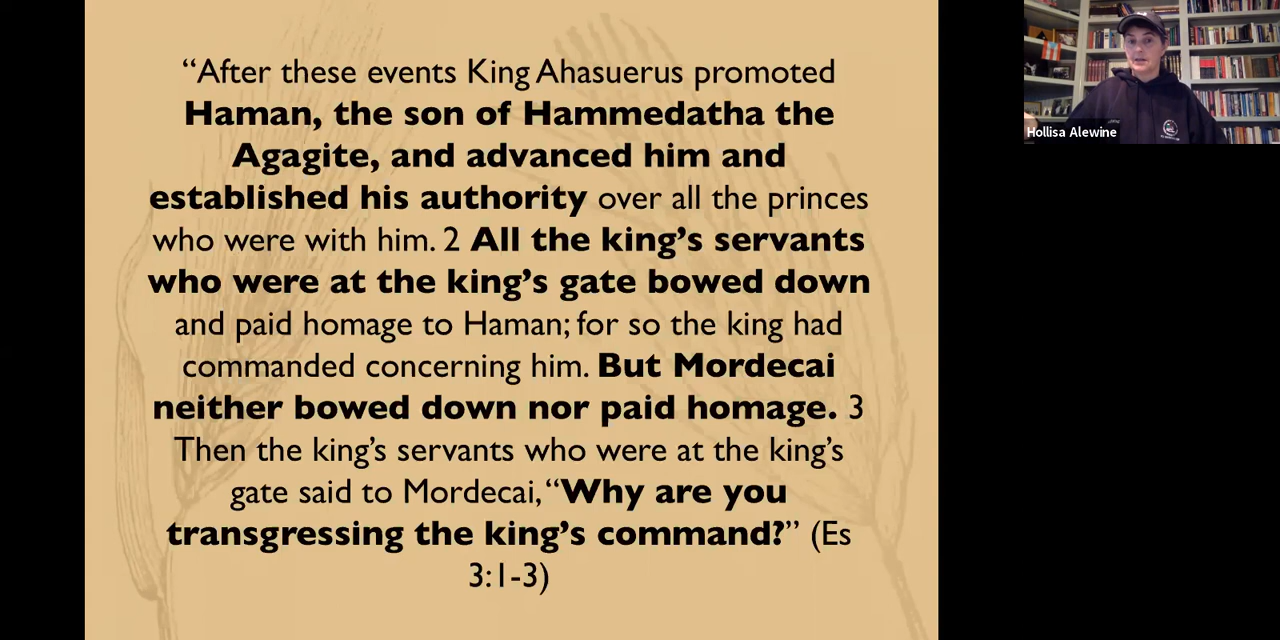 “After these events King Ahasuerus promoted
Haman, the son of Hammedatha the
Agagite, and advanced him and
established his authority over all the princes
who were with him. 2 All the king’s servants
who were at the king’s gate bowed down
and paid homage to Haman; for so the king had
commanded concerning him. But Mordecai
neither bowed down nor paid homage. 3
Then the king’s servants who were at the king’s
gate said to Mordecai, “Why are you
transgressing the king’s command?” (Es
3:1-3)
Hollisa Alewine